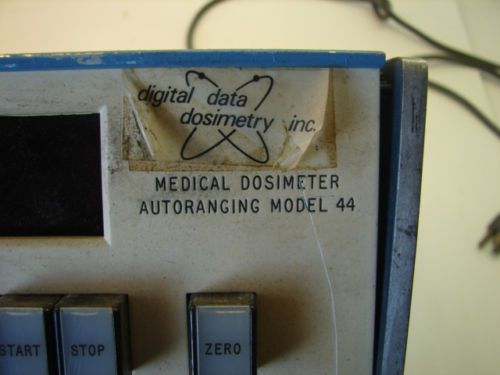 digital data
dosimetry inc.
MEDICAL DOSIMETER
AUTORANGING MODEL 44
START STOP ZERO